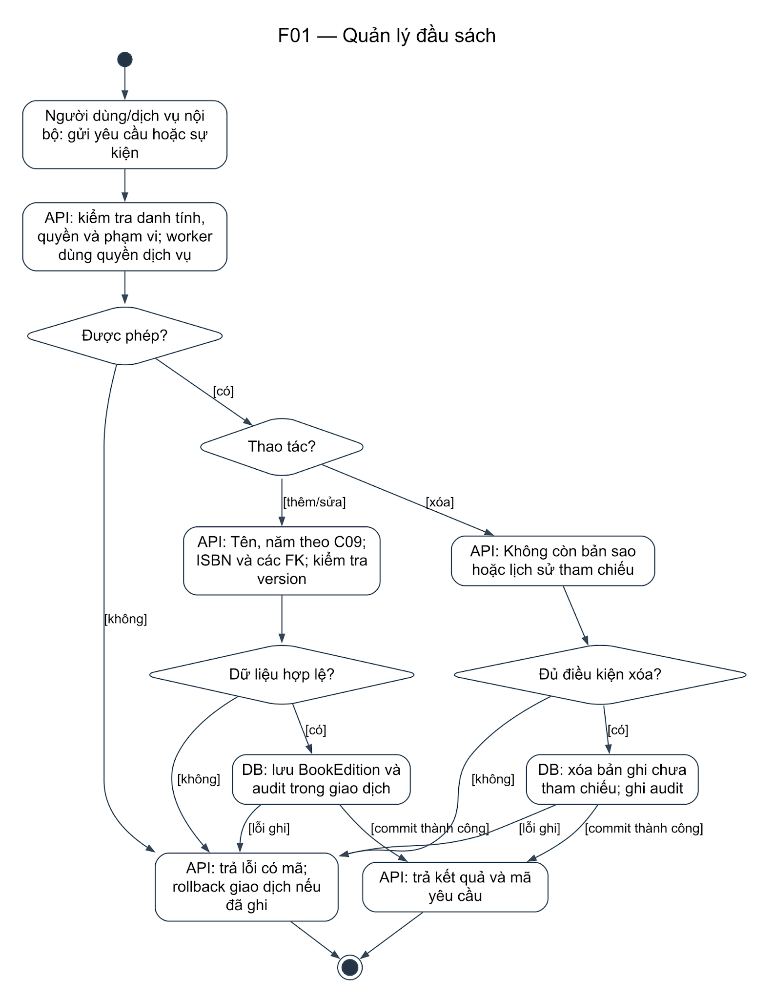 F01 — Quản lý đầu sách
Người dùng/dịch vụ nội
bộ: gửi yêu cầu hoặc sự
kiện
API: kiểm tra danh tính,
quyền và phạm vi; worker
dùng quyền dịch vụ
Được phép?
[có]
Thao tác?
[thêm/sửa]
[xóa]
API: Tên, năm theo C09;
ISBN và các FK; kiểm tra
version
API: Không còn bản sao
hoặc lịch sử tham chiếu
[không]
Dữ liệu hợp lệ?
Đủ điều kiện xóa?
[có]
[có]
[không]
DB: lưu BookEdition và
audit trong giao dịch
[không]
DB: xóa bản ghi chưa
tham chiếu; ghi audit
[lỗi ghi]
[commit thành công]
[lỗi ghi]
[commit thành công]
API: trả lỗi có mã;
rollback giao dịch nếu
đã ghi
API: trả kết quả và mã
yêu cầu